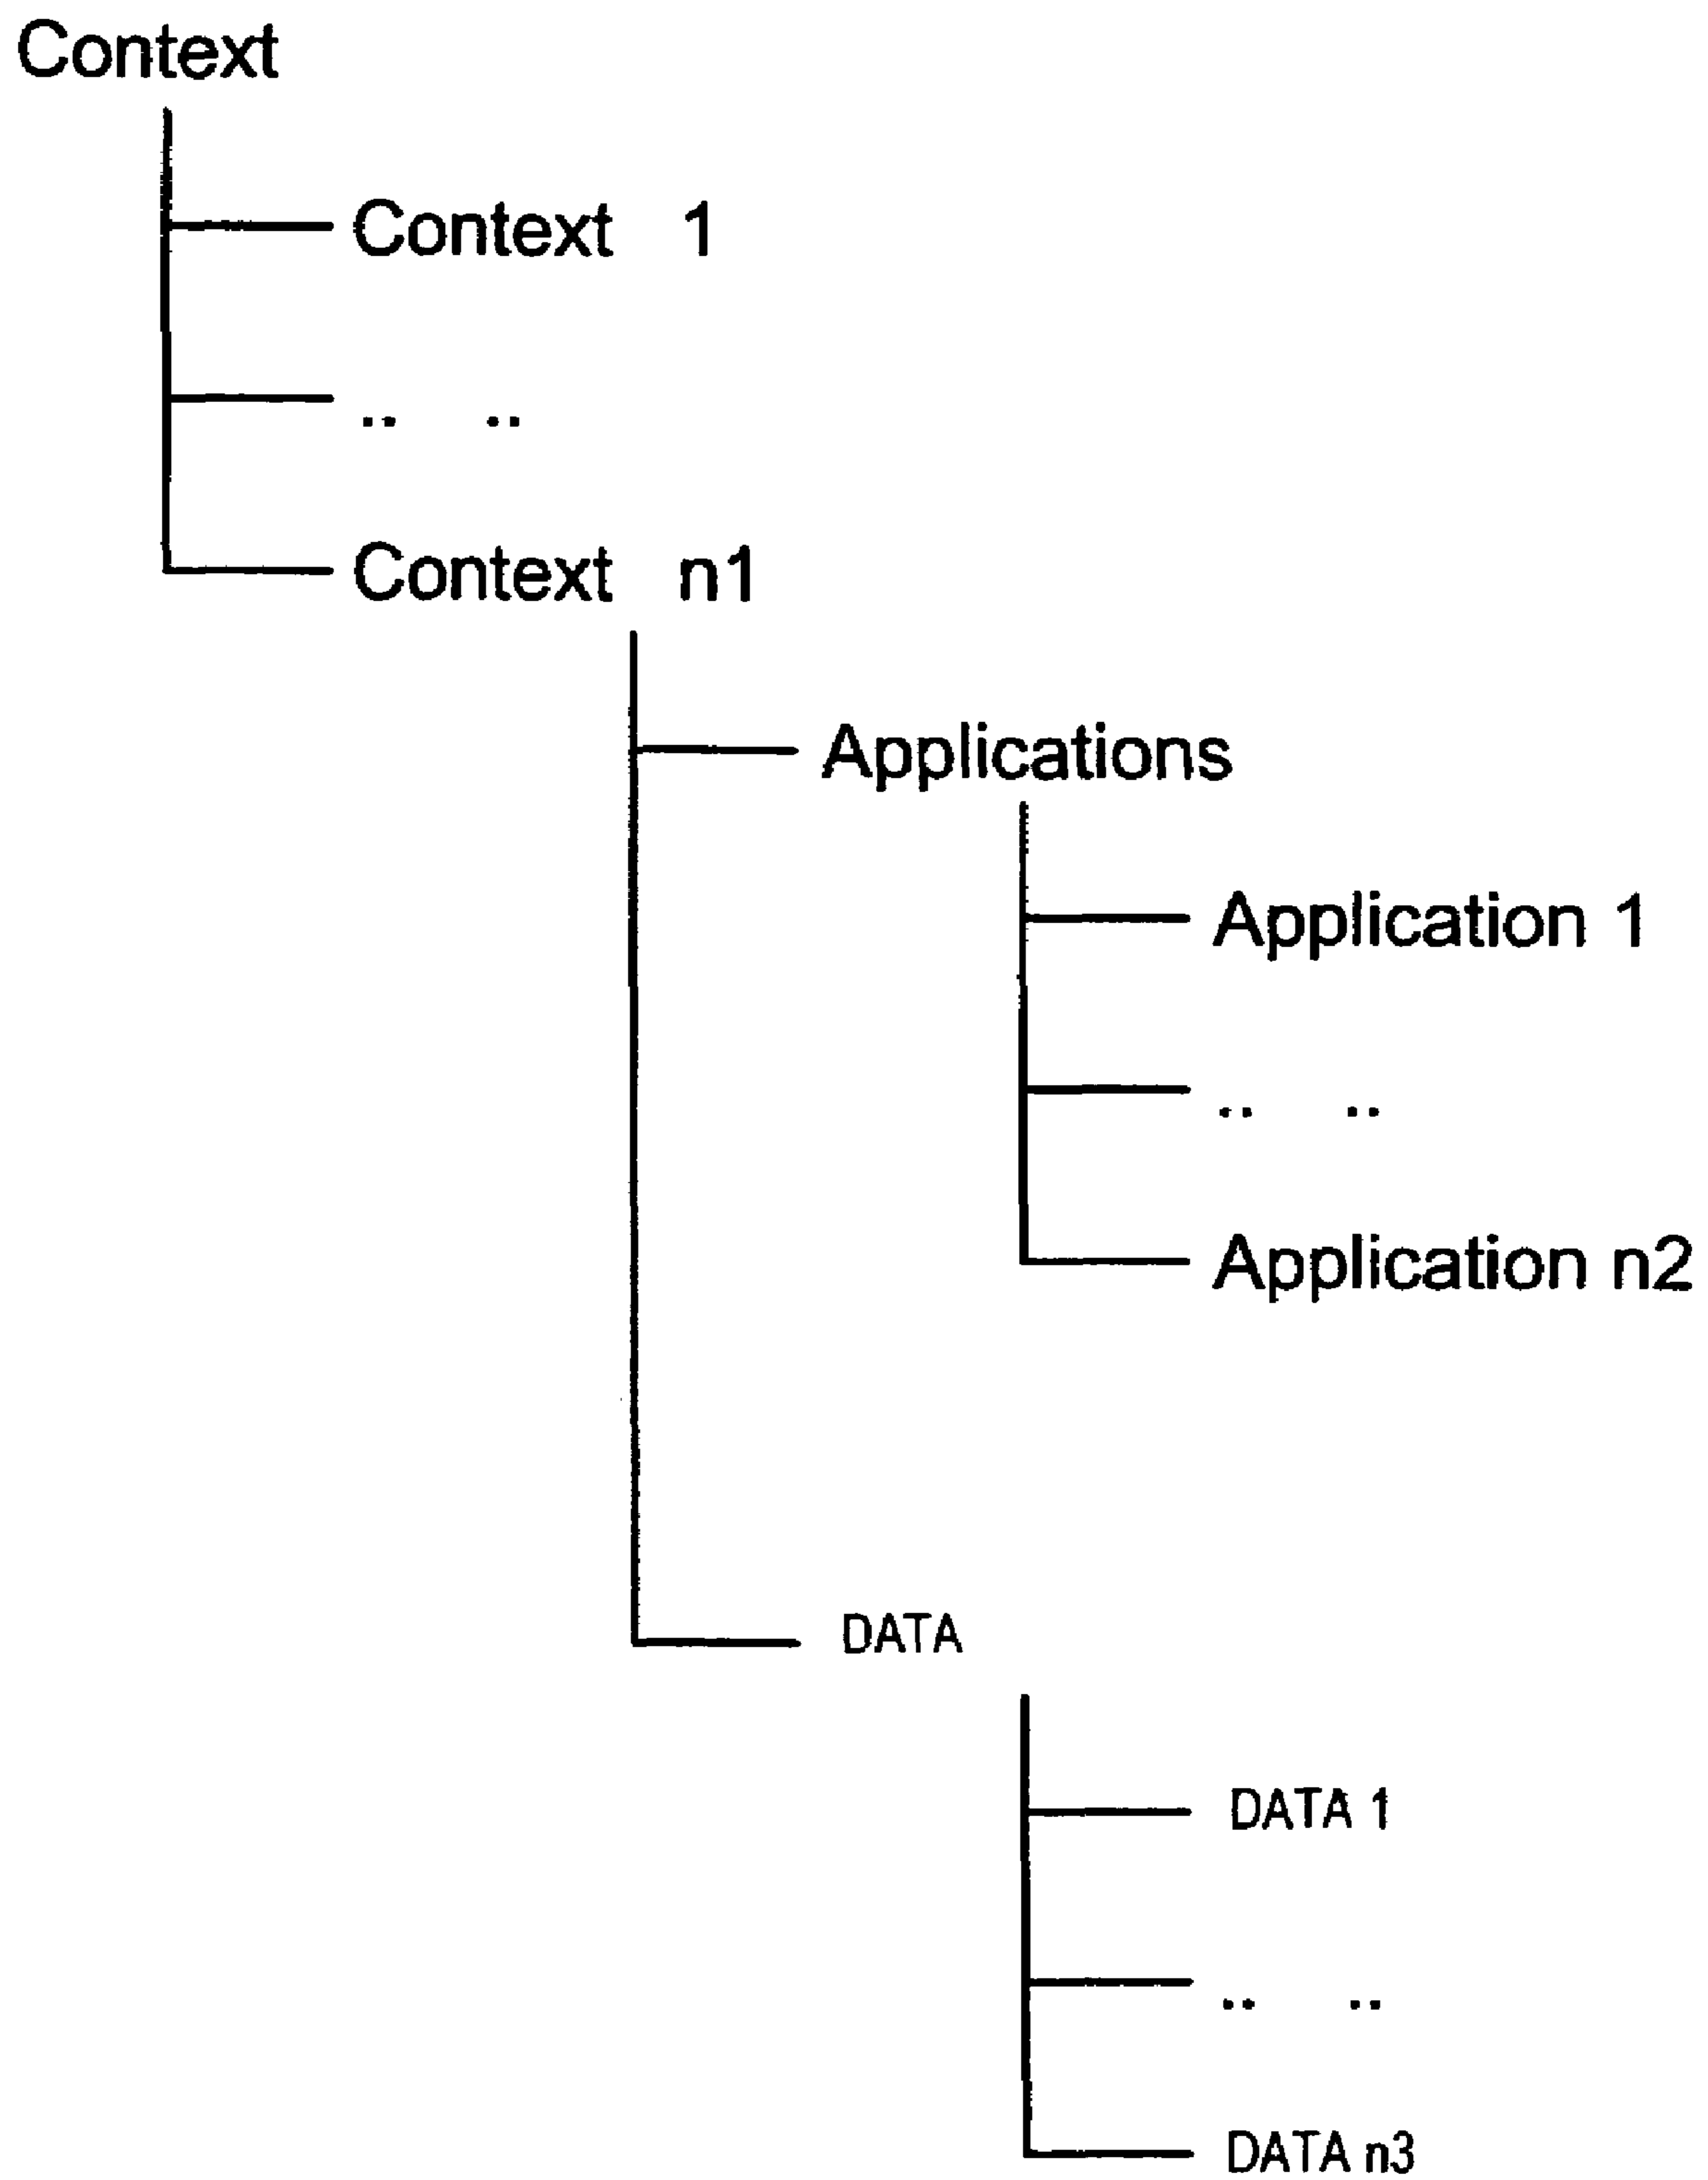 Context
Context 1
.. ..
Context n1
Applications
Application 1
.. ..
Application n2
DATA
DATA 1
.. ..
DATA n3